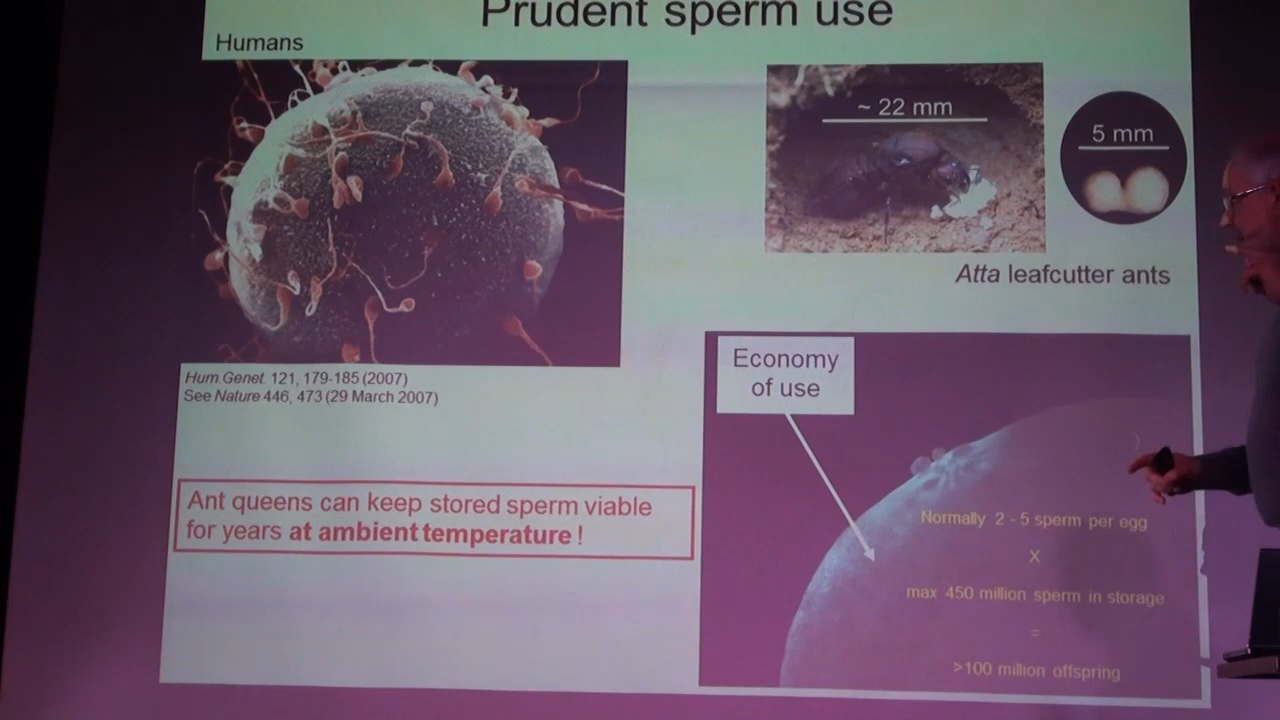 Prudent sperm use
Humans
~ 22 mm
5 mm
Atta leafcutter ants
Hum.Genet. 121, 179-185 (2007)
See Nature 446, 473 (29 March 2007)
Economy
of use
Ant queens can keep stored sperm viable
for years at ambient temperature !
Normally 2 - 5 sperm per egg
X
max 450 million sperm in storage
=
>100 million offspring